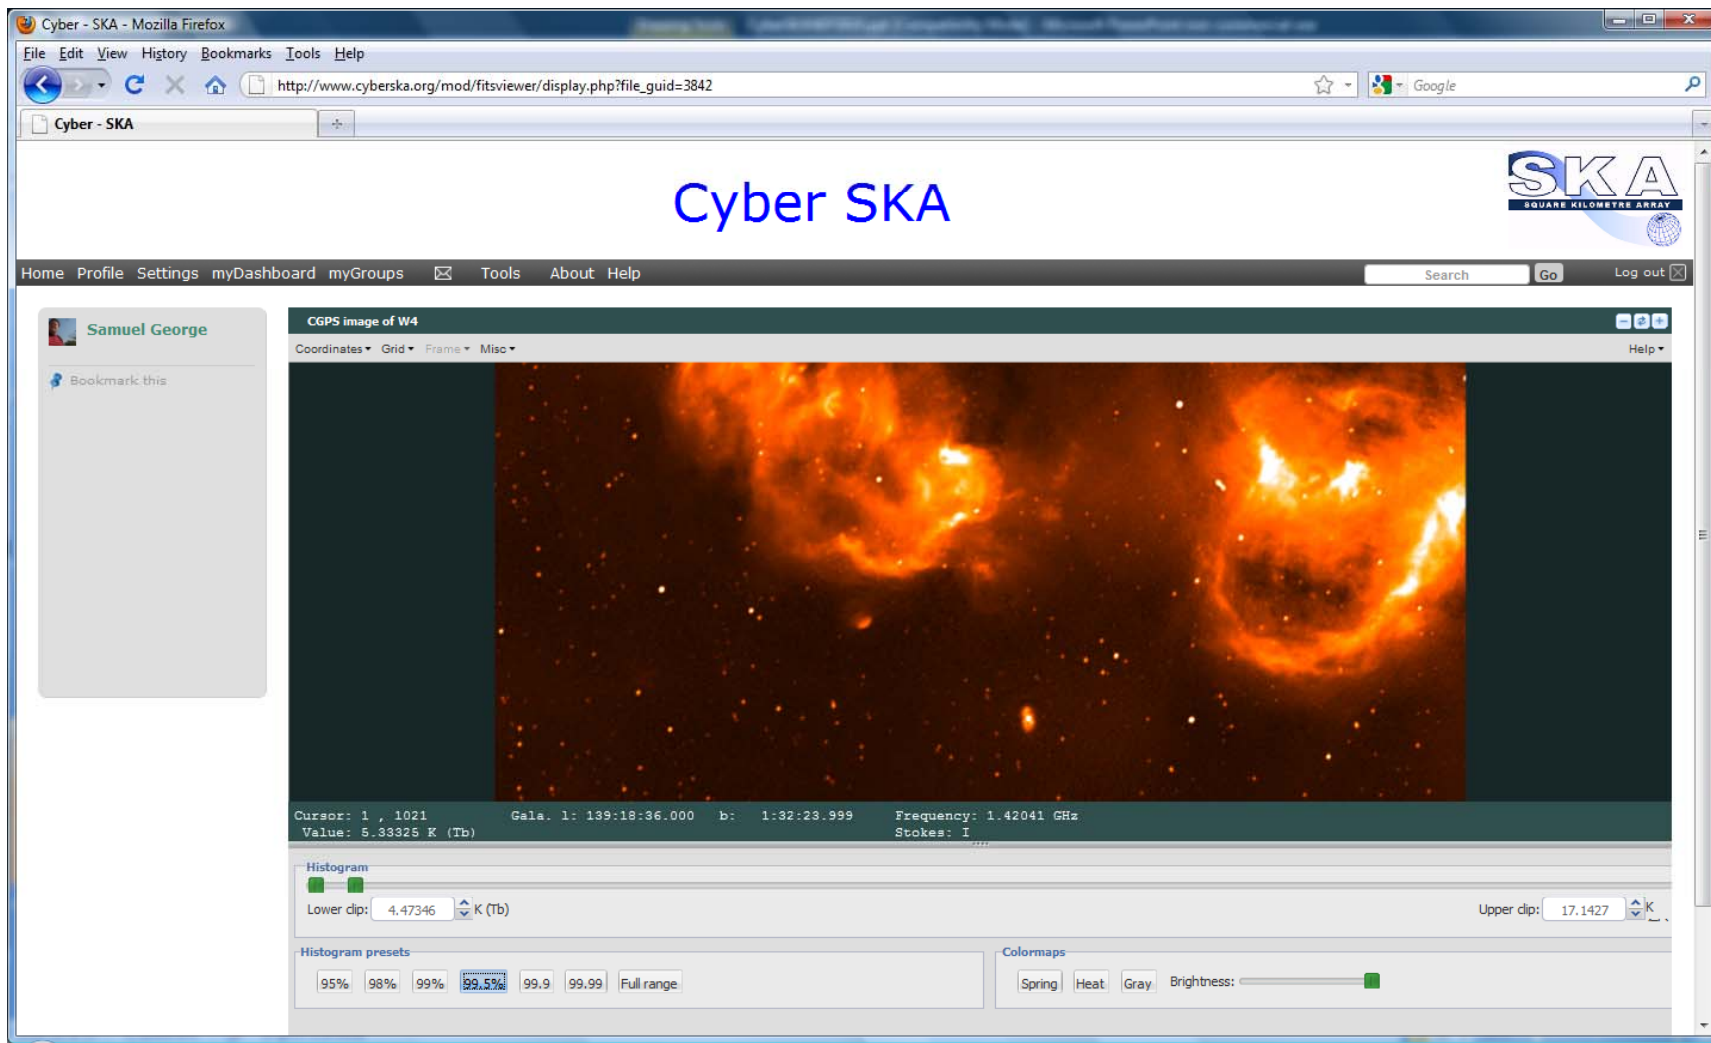 Cyber - SKA - Mozilla Firefox
File Edit View History Bookmarks Tools Help
http://www.cyberska.org/mod/fitsviewer/display.php?file_guid=3842
Google
Cyber - SKA
Cyber SKA
SKA
SQUARE KILOMETRE ARRAY
Home Profile Settings myDashboard myGroups Tools About Help Search Go Log out
Samuel George
Bookmark this
CGPS image of W4
Coordinates Grid Frame Misc Help
Cursor: 1 , 1021 Gala. l: 139:18:36.000 b: 1:32:23.999 Frequency: 1.42041 GHz
Value: 5.33325 K (Tb) Stokes: I
Histogram
Lower clip: 4.47346 K (Tb) Upper clip: 17.1427 K
Histogram presets Colormaps
95% 98% 99% 99.5% 99.9 99.99 Full range Spring Heat Gray Brightness: